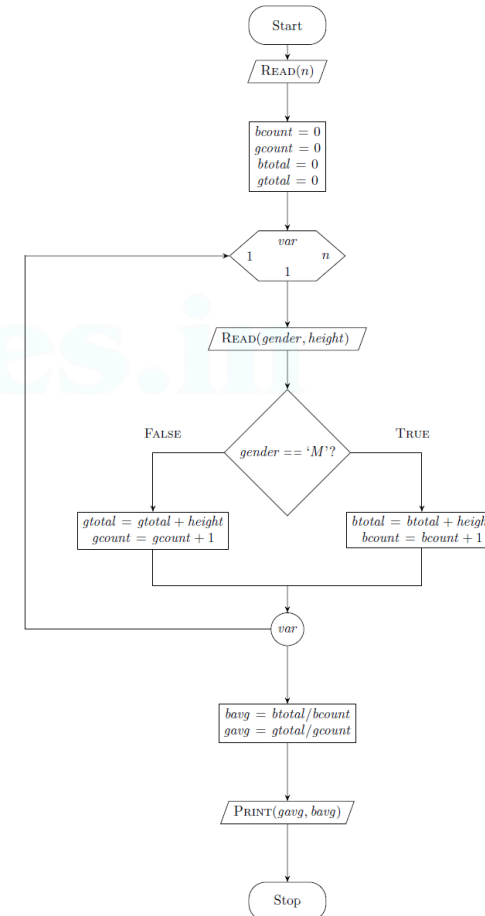 Start
READ(n)
bcount = 0
gcount = 0
btotal = 0
gtotal = 0
var
1 n
1
READ(gender, height)
FALSE
TRUE
gender == ‘M’?
gtotal = gtotal + height
gcount = gcount + 1
btotal = btotal + heigh
bcount = bcount + 1
var
bavg = btotal/bcount
gavg = gtotal/gcount
PRINT(gavg, bavg)
Stop
es.in